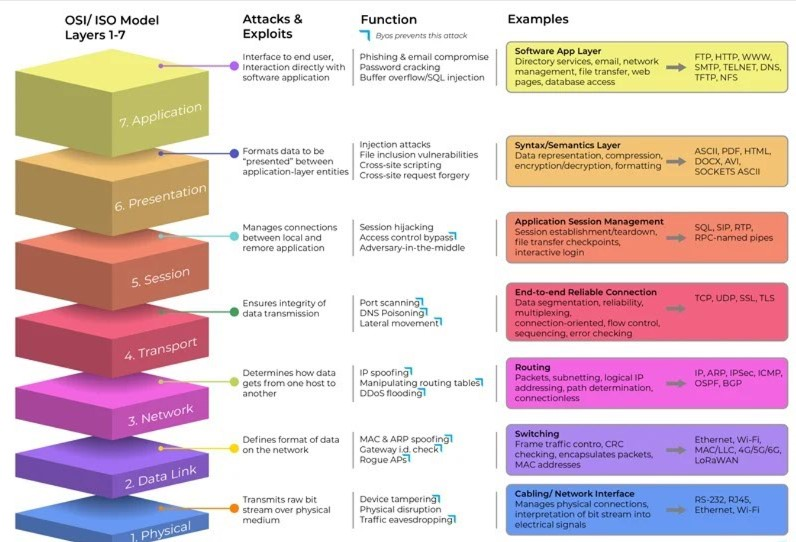 OSI/ ISO Model
Layers 1-7
Attacks &
Exploits
Function
Byos prevents this attack
Examples
7. Application
Interface to end user,
Interaction directly with
software application
Phishing & email compromise
Password cracking
Buffer overflow/SQL injection
Software App Layer
Directory services, email, network
management, file transfer, web
pages, database access
FTP, HTTP, WWW,
SMTP, TELNET, DNS,
TFTP, NFS
6. Presentation
Formats data to be
"presented" between
application-layer entities
Injection attacks
File inclusion vulnerabilities
Cross-site scripting
Cross-site request forgery
Syntax/Semantics Layer
Data representation, compression,
encryption/decryption, formatting
ASCII, PDF, HTML,
DOCX, AVI,
SOCKETS ASCII
5. Session
Manages connections
between local and
remore application
Session hijacking
Access control bypass
Adversary-in-the-middle
Application Session Management
Session establishment/teardown,
file transfer checkpoints,
interactive login
SQL, SIP, RTP,
RPC-named pipes
4. Transport
Ensures integrity of
data transmission
Port scanning
DNS Poisoning
Lateral movement
End-to-end Reliable Connection
Data segmentation, reliability,
multiplexing,
connection-oriented, flow control,
sequencing, error checking
TCP, UDP, SSL, TLS
3. Network
Determines how data
gets from one host to
another
IP spoofing
Manipulating routing tables
DDoS flooding
Routing
Packets, subnetting, logical IP
addressing, path determination,
connectionless
IP, ARP, IPSec, ICMP,
OSPF, BGP
2. Data Link
Defines format of data
on the network
MAC & ARP spoofing
Gateway i.d. check
Rogue APs
Switching
Frame traffic contro, CRC
checking, encapsulates packets,
MAC addresses
Ethernet, Wi-Fi,
MAC/LLC, 4G/5G/6G,
LoRaWAN
1. Physical
Transmits raw bit
stream over physical
medium
Device tampering
Physical disruption
Traffic eavesdropping
Cabling/ Network Interface
Manages physical connections,
interpretation of bit stream into
electrical signals
RS-232, RJ45,
Ethernet, Wi-Fi